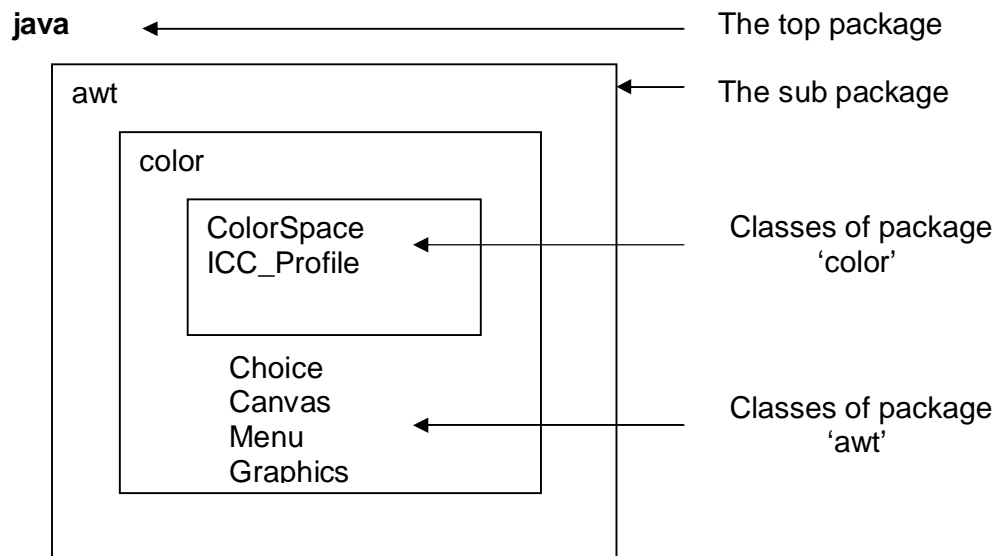 java
The top package
awt
The sub package
color
ColorSpace
ICC_Profile
Classes of package
‘color’
Choice
Canvas
Menu
Graphics
Classes of package
‘awt’